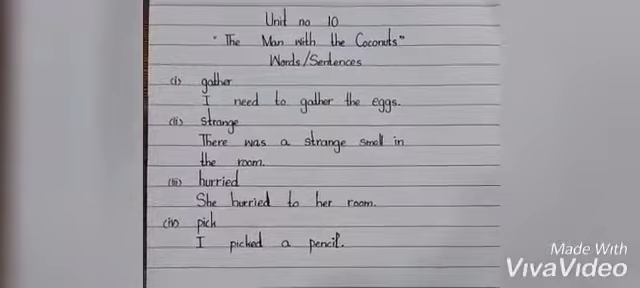 Unit no 10
"The Man with the Coconuts"
Words/Sentences
(i) gather
I need to gather the eggs.
(ii) strange
There was a strange smell in
the room.
(iii) hurried
She hurried to her room.
(iv) pick
I picked a pencil.
Made With
VivaVideo